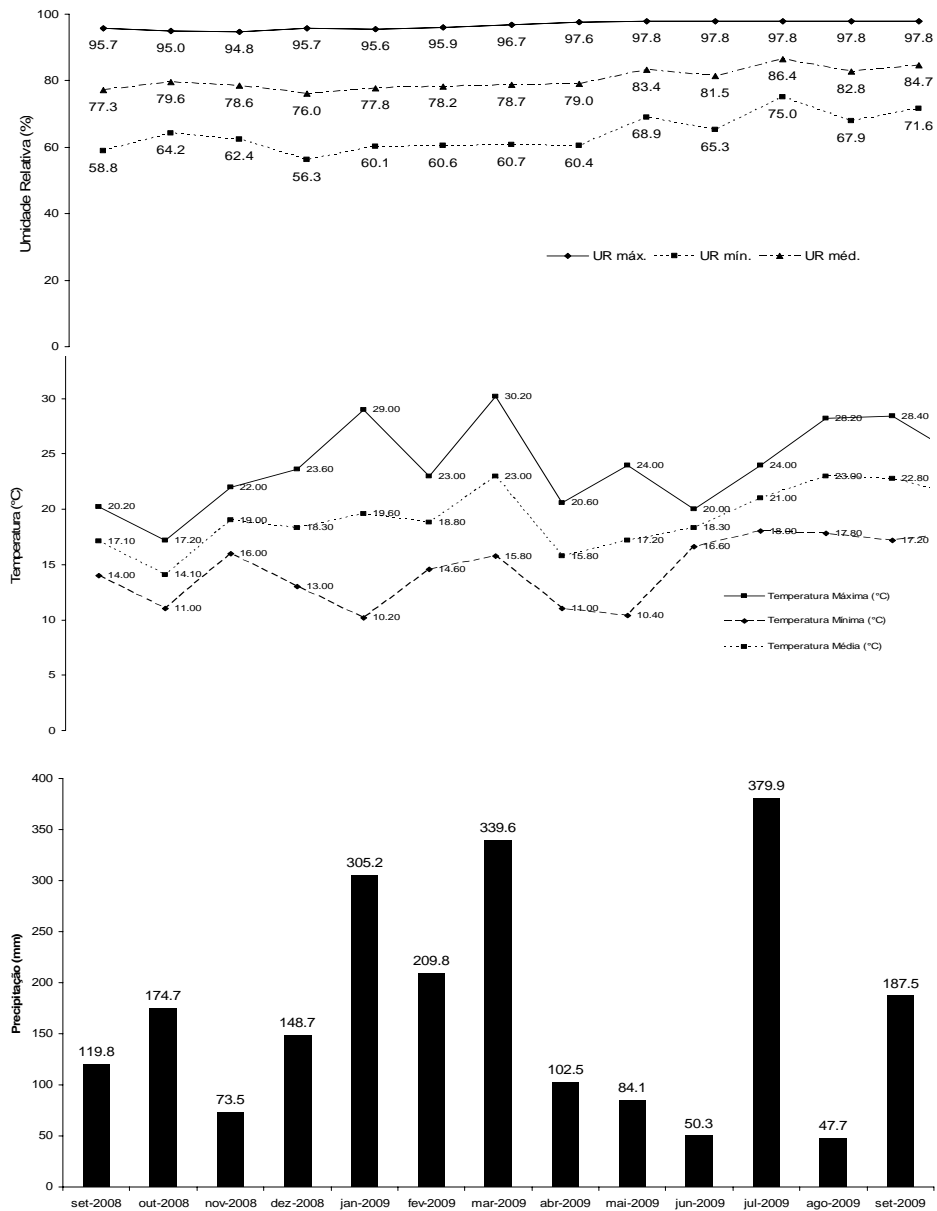 100
95.7 95.0 94.8 95.7 95.6 95.9 96.7 97.6 97.8 97.8 97.8 97.8 97.8
80
77.3 79.6 78.6 76.0 77.8 78.2 78.7 79.0 83.4 81.5 86.4 82.8 84.7
60
58.8 64.2 62.4 56.3 60.1 60.6 60.7 60.4 68.9 65.3 75.0 67.9 71.6
40
20
0
Umidade Relativa (%)
UR máx. UR mín. UR méd.
30
25
20
15
10
5
0
Temperatura (°C)
20.20 17.20 22.00 23.60 29.00 23.00 30.20 20.60 24.00 20.00 24.00 28.20 28.40
17.10 14.10 19.00 18.30 19.60 18.80 23.00 15.80 17.20 18.30 21.00 23.00 22.80
14.00 11.00 16.00 13.00 10.20 14.60 15.80 11.00 10.40 16.60 18.00 17.80 17.20
Temperatura Máxima (°C)
Temperatura Mínima (°C)
Temperatura Média (°C)
400
350
300
250
200
150
100
50
0
Precipitação (mm)
119.8 174.7 73.5 148.7 305.2 209.8 339.6 102.5 84.1 50.3 379.9 47.7 187.5
set-2008 out-2008 nov-2008 dez-2008 jan-2009 fev-2009 mar-2009 abr-2009 mai-2009 jun-2009 jul-2009 ago-2009 set-2009